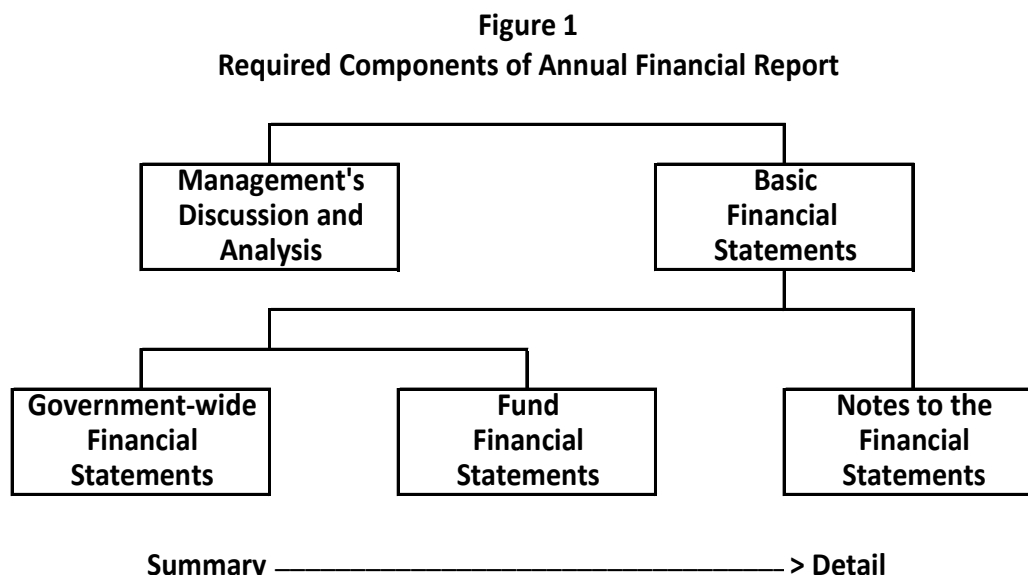 Figure 1
Required Components of Annual Financial Report
Management's
Discussion and
Analysis
Basic
Financial
Statements
Government-wide
Financial
Statements
Fund
Financial
Statements
Notes to the
Financial
Statements
Summary ------------------------------------ > Detail